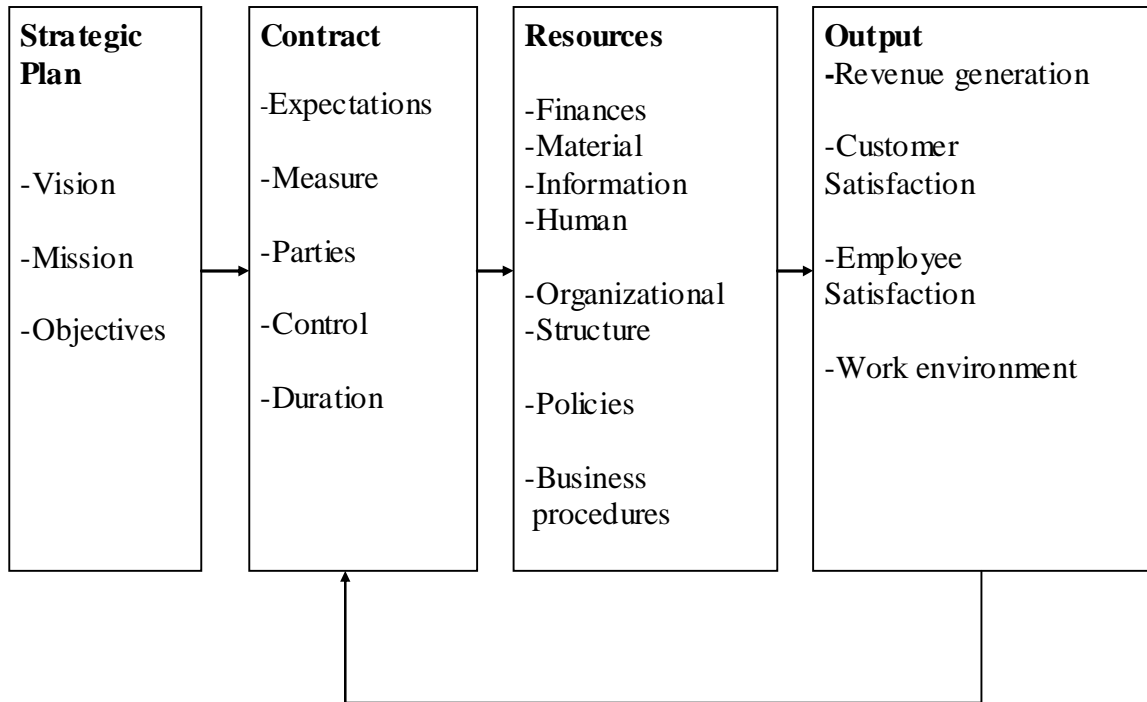 Strategic
Plan
-Vision
-Mission
-Objectives
Contract
-Expectations
-Measure
-Parties
-Control
-Duration
Resources
-Finances
-Material
-Information
-Human
-Organizational
-Structure
-Policies
-Business
procedures
Output
-Revenue generation
-Customer
Satisfaction
-Employee
Satisfaction
-Work environment